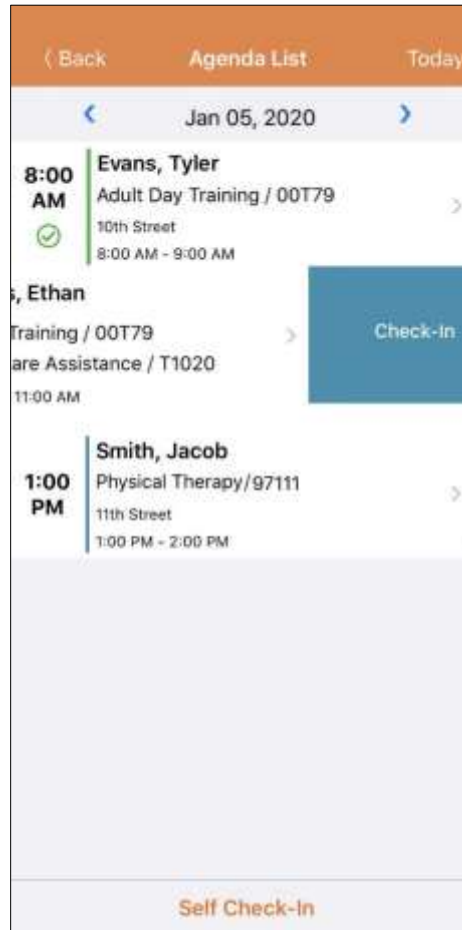 Back Agenda List Today
Jan 05, 2020
8:00 AM
Evans, Tyler
Adult Day Training / 00T79
10th Street
8:00 AM - 9:00 AM
s, Ethan
Training / 00T79
are Assistance / T1020
11:00 AM
Check-In
1:00 PM
Smith, Jacob
Physical Therapy/97111
11th Street
1:00 PM - 2:00 PM
Self Check-In